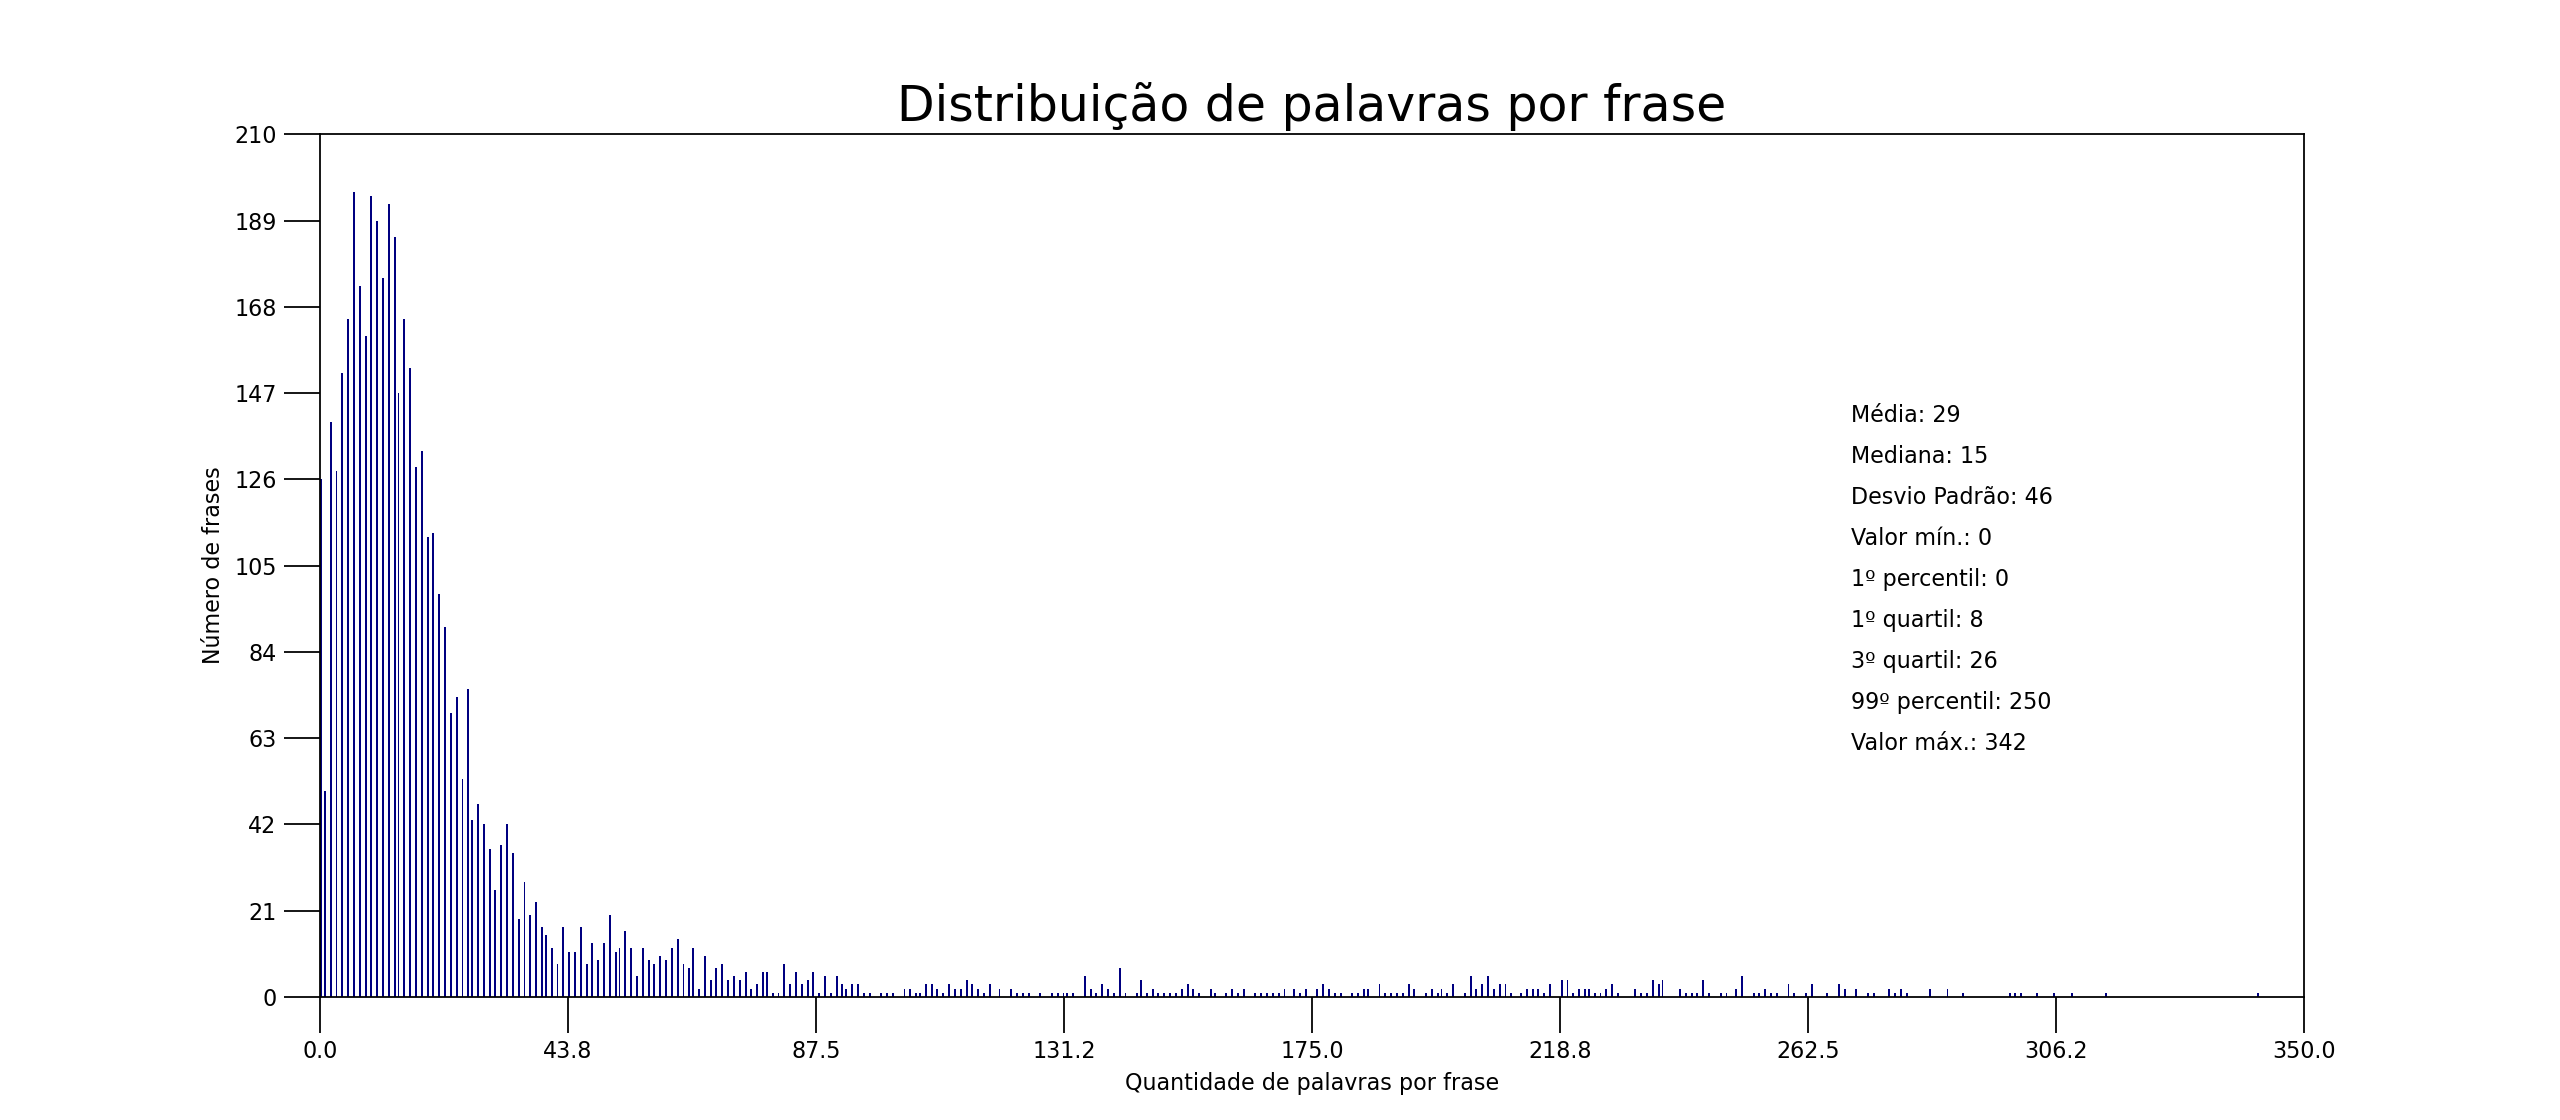 Distribuição de palavras por frase
210
189
168
147
126
105
84
63
42
21
0
Número de frases
Média: 29
Mediana: 15
Desvio Padrão: 46
Valor mín.: 0
1º percentil: 0
1º quartil: 8
3º quartil: 26
99º percentil: 250
Valor máx.: 342
0.0 43.8 87.5 131.2 175.0 218.8 262.5 306.2 350.0
Quantidade de palavras por frase